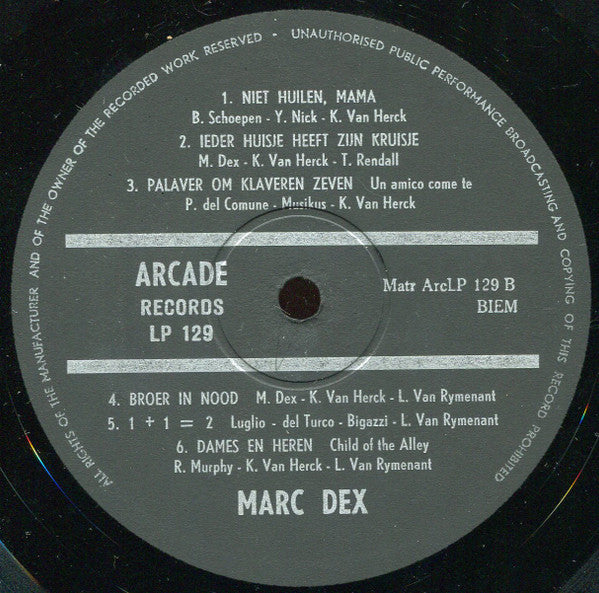 ALL RIGHTS OF THE MANUFACTURER AND OF THE OWNER OF THE RECORDED WORK RESERVED - UNAUTHORISED PUBLIC PERFORMANCE BROADCASTING AND COPYING OF THIS RECORD PROHIBITED
1. NIET HUILEN, MAMA
B. Schoepen - Y. Nick - K. Van Herck
2. IEDER HUISJE HEEFT ZIJN KRUISJE
M. Dex - K. Van Herck - T. Rendall
3. PALAVER OM KLAVEREN ZEVEN Un amico come te
P. del Comune - Musikus - K. Van Herck
ARCADE
RECORDS
LP 129
Matr ArcLP 129 B
BIEM
4. BROER IN NOOD M. Dex - K. Van Herck - L. Van Rymenant
5. 1 + 1 = 2 Luglio - del Turco - Bigazzi - L. Van Rymenant
6. DAMES EN HEREN Child of the Alley
R. Murphy - K. Van Herck - L. Van Rymenant
MARC DEX